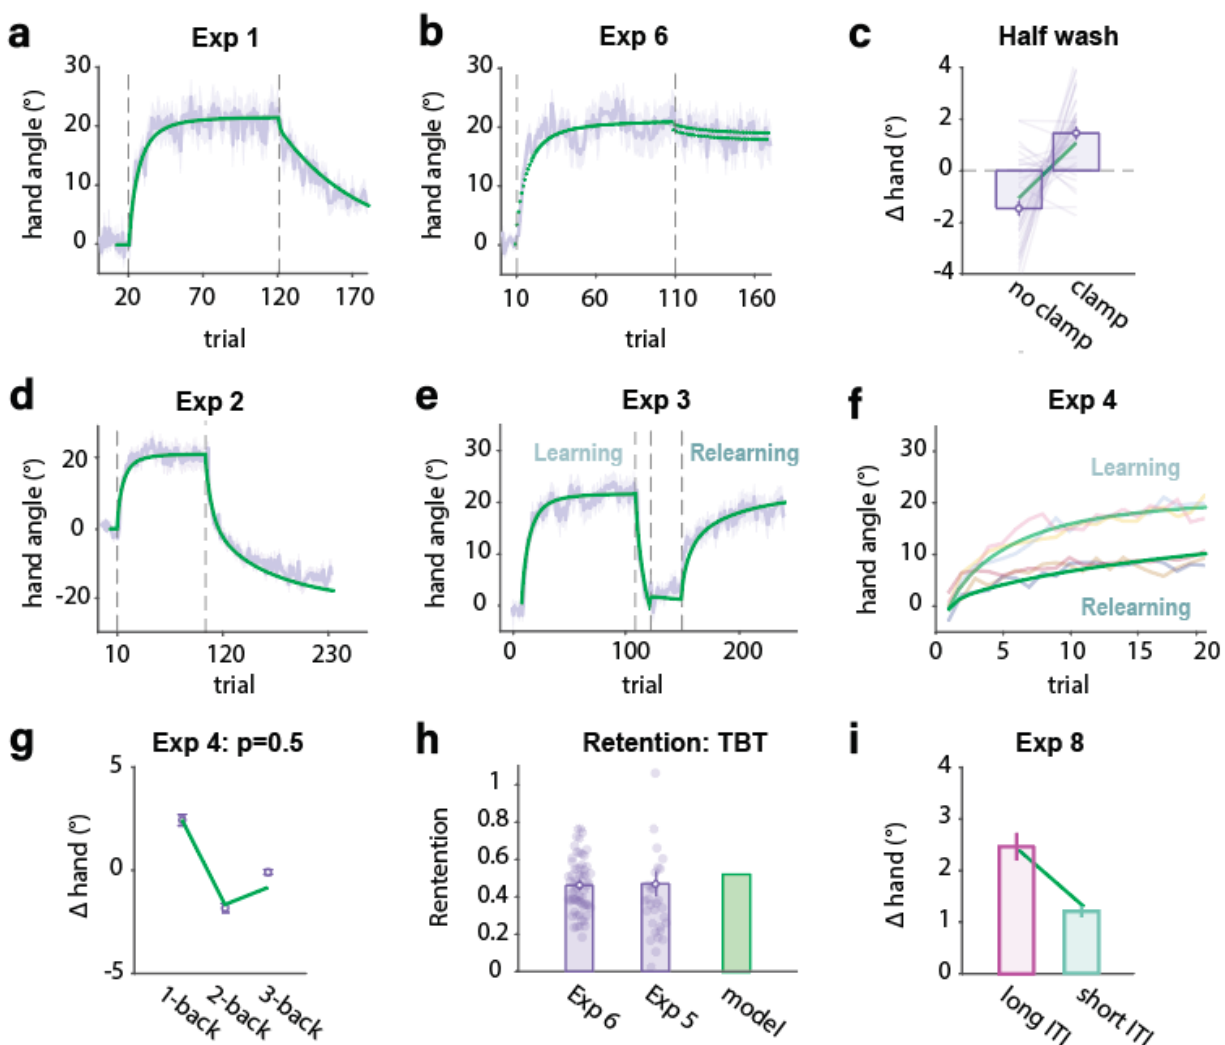 a
Exp 1
hand angle (°)
30
20
10
0
20
70
120
170
trial
b
Exp 6
hand angle (°)
30
20
10
0
10
60
110
160
trial
c
Half wash
Δ hand (°)
4
2
0
-2
-4
no clamp
clamp
d
Exp 2
hand angle (°)
20
0
-20
10
120
230
trial
e
Exp 3
hand angle (°)
30
20
10
0
Learning
Relearning
0
100
200
trial
f
Exp 4
hand angle (°)
30
20
10
0
Learning
Relearning
0
5
10
15
20
trial
g
Exp 4: p=0.5
Δ hand (°)
5
0
-5
1-back
2-back
3-back
h
Retention: TBT
Rentention
1
0.8
0.6
0.4
0.2
0
Exp 6
Exp 5
model
i
Exp 8
Δ hand (°)
4
3
2
1
0
long ITI
short ITI